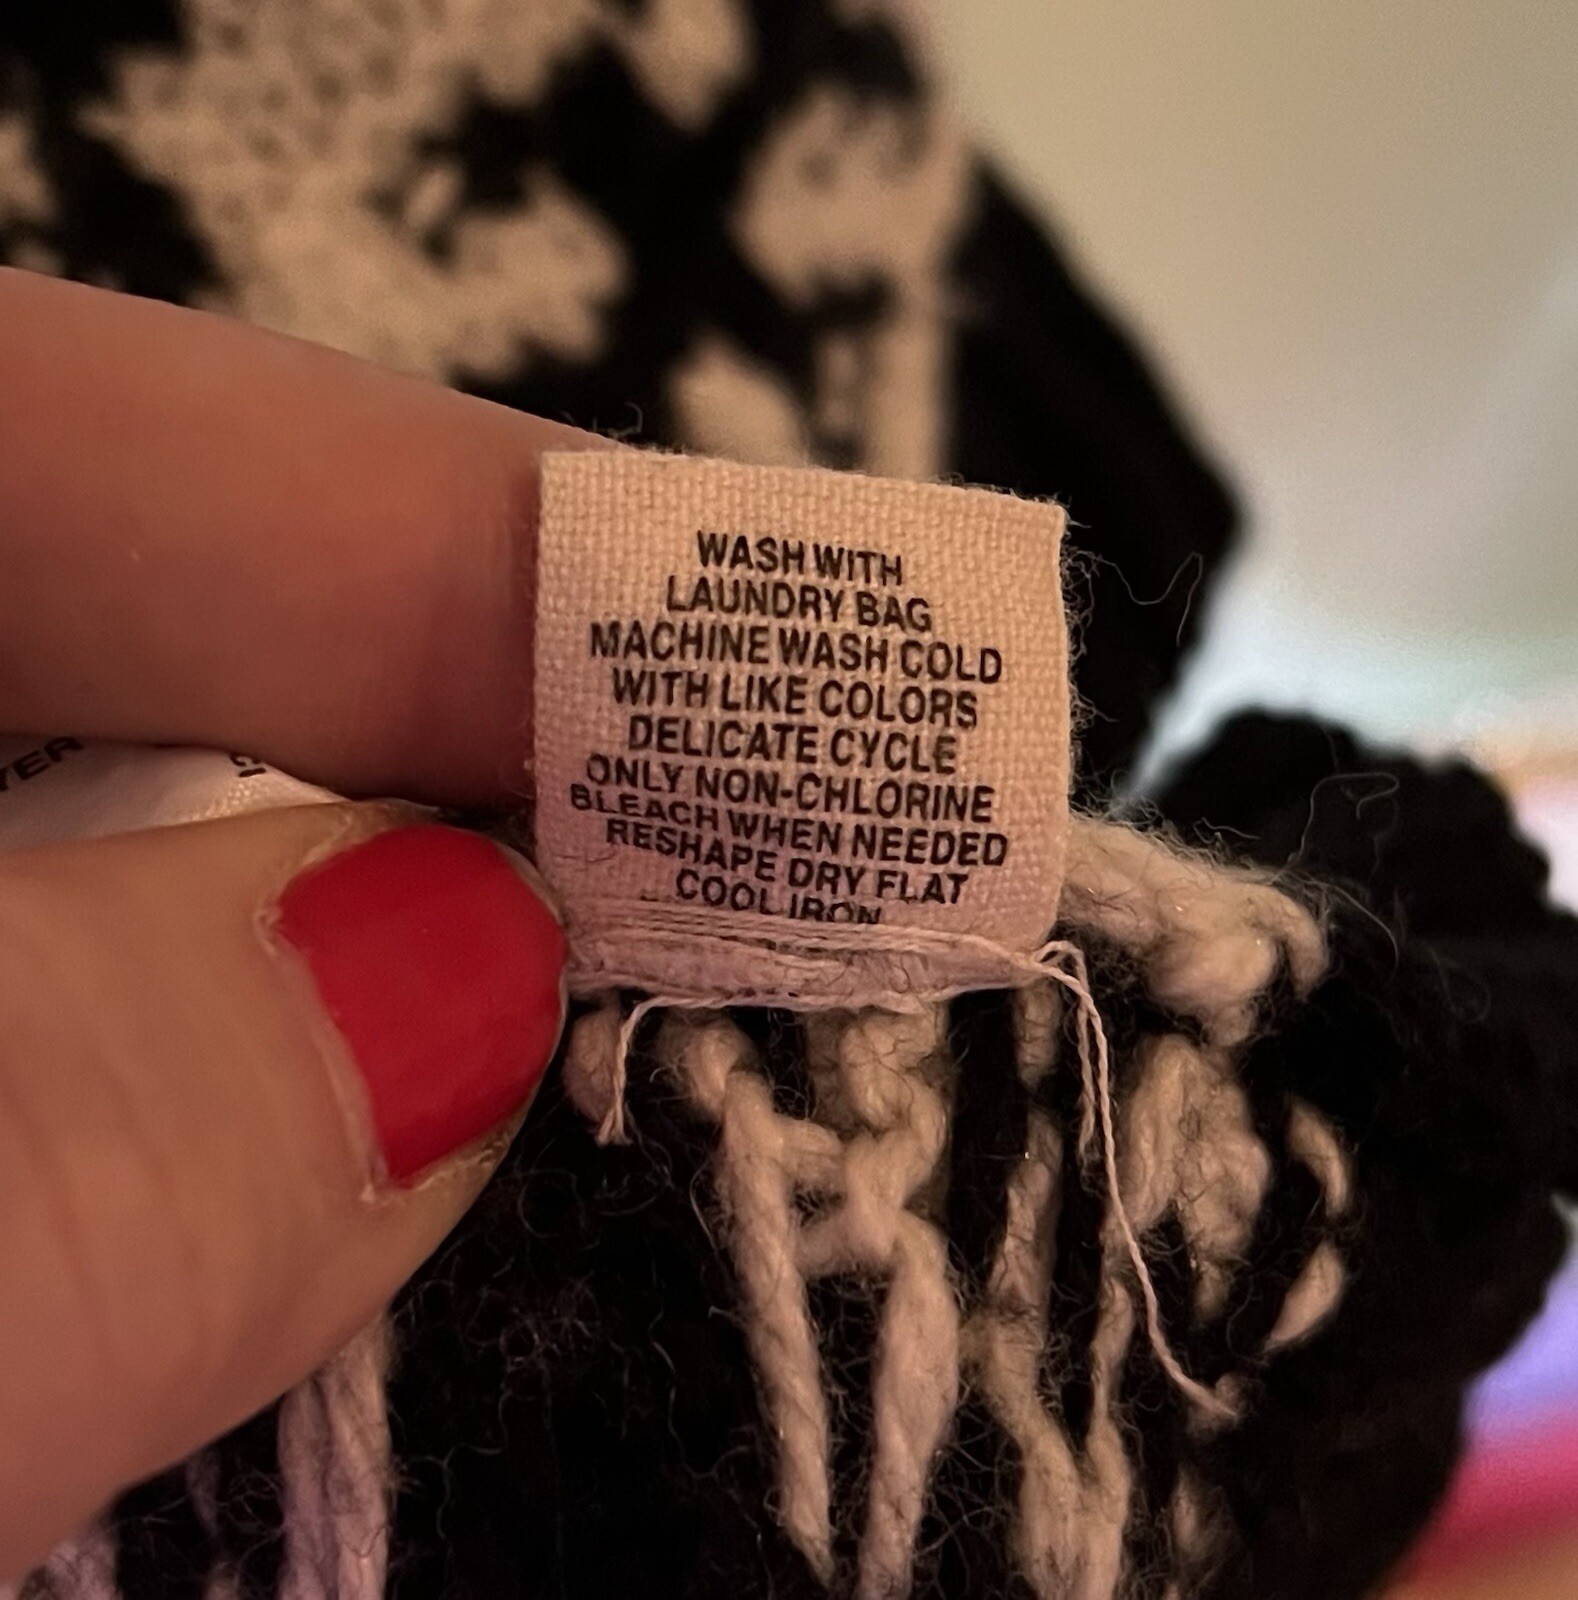 WASH WITH
LAUNDRY BAG
MACHINE WASH COLD
WITH LIKE COLORS
DELICATE CYCLE
ONLY NON-CHLORINE
BLEACH WHEN NEEDED
RESHAPE DRY FLAT
COOL IRON